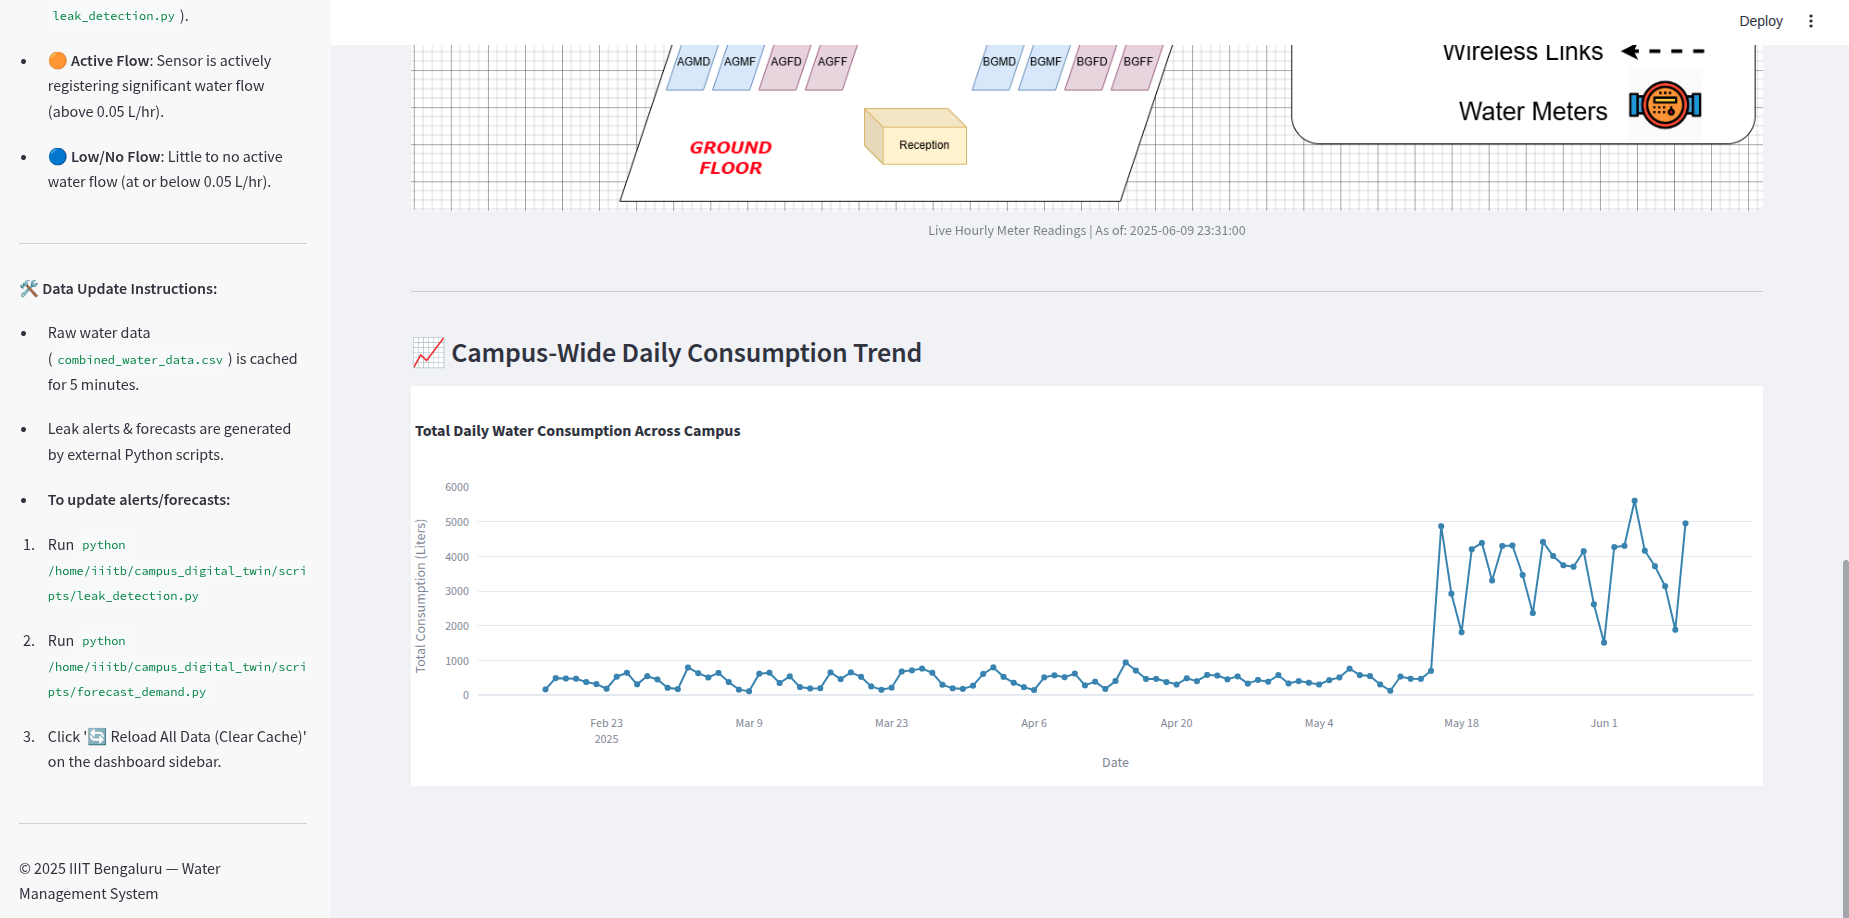 leak_detection.py ).
• 🟠 Active Flow: Sensor is actively
registering significant water flow
(above 0.05 L/hr).
• 🔵 Low/No Flow: Little to no active
water flow (at or below 0.05 L/hr).
🛠️ Data Update Instructions:
• Raw water data
( combined_water_data.csv ) is cached
for 5 minutes.
• Leak alerts & forecasts are generated
by external Python scripts.
• To update alerts/forecasts:
1. Run python
/home/iiitb/campus_digital_twin/scri
pts/leak_detection.py
2. Run python
/home/iiitb/campus_digital_twin/scri
pts/forecast_demand.py
3. Click '🔄 Reload All Data (Clear Cache)'
on the dashboard sidebar.
© 2025 IIIT Bengaluru — Water
Management System
Deploy
AGMD AGMF AGFD AGFF BGMD BGMF BGFD BGFF
Reception
GROUND
FLOOR
Wireless Links
Water Meters
Live Hourly Meter Readings | As of: 2025-06-09 23:31:00
📈 Campus-Wide Daily Consumption Trend
Total Daily Water Consumption Across Campus
Total Consumption (Liters)
6000
5000
4000
3000
2000
1000
0
Feb 23 Mar 9 Mar 23 Apr 6 Apr 20 May 4 May 18 Jun 1
2025
Date